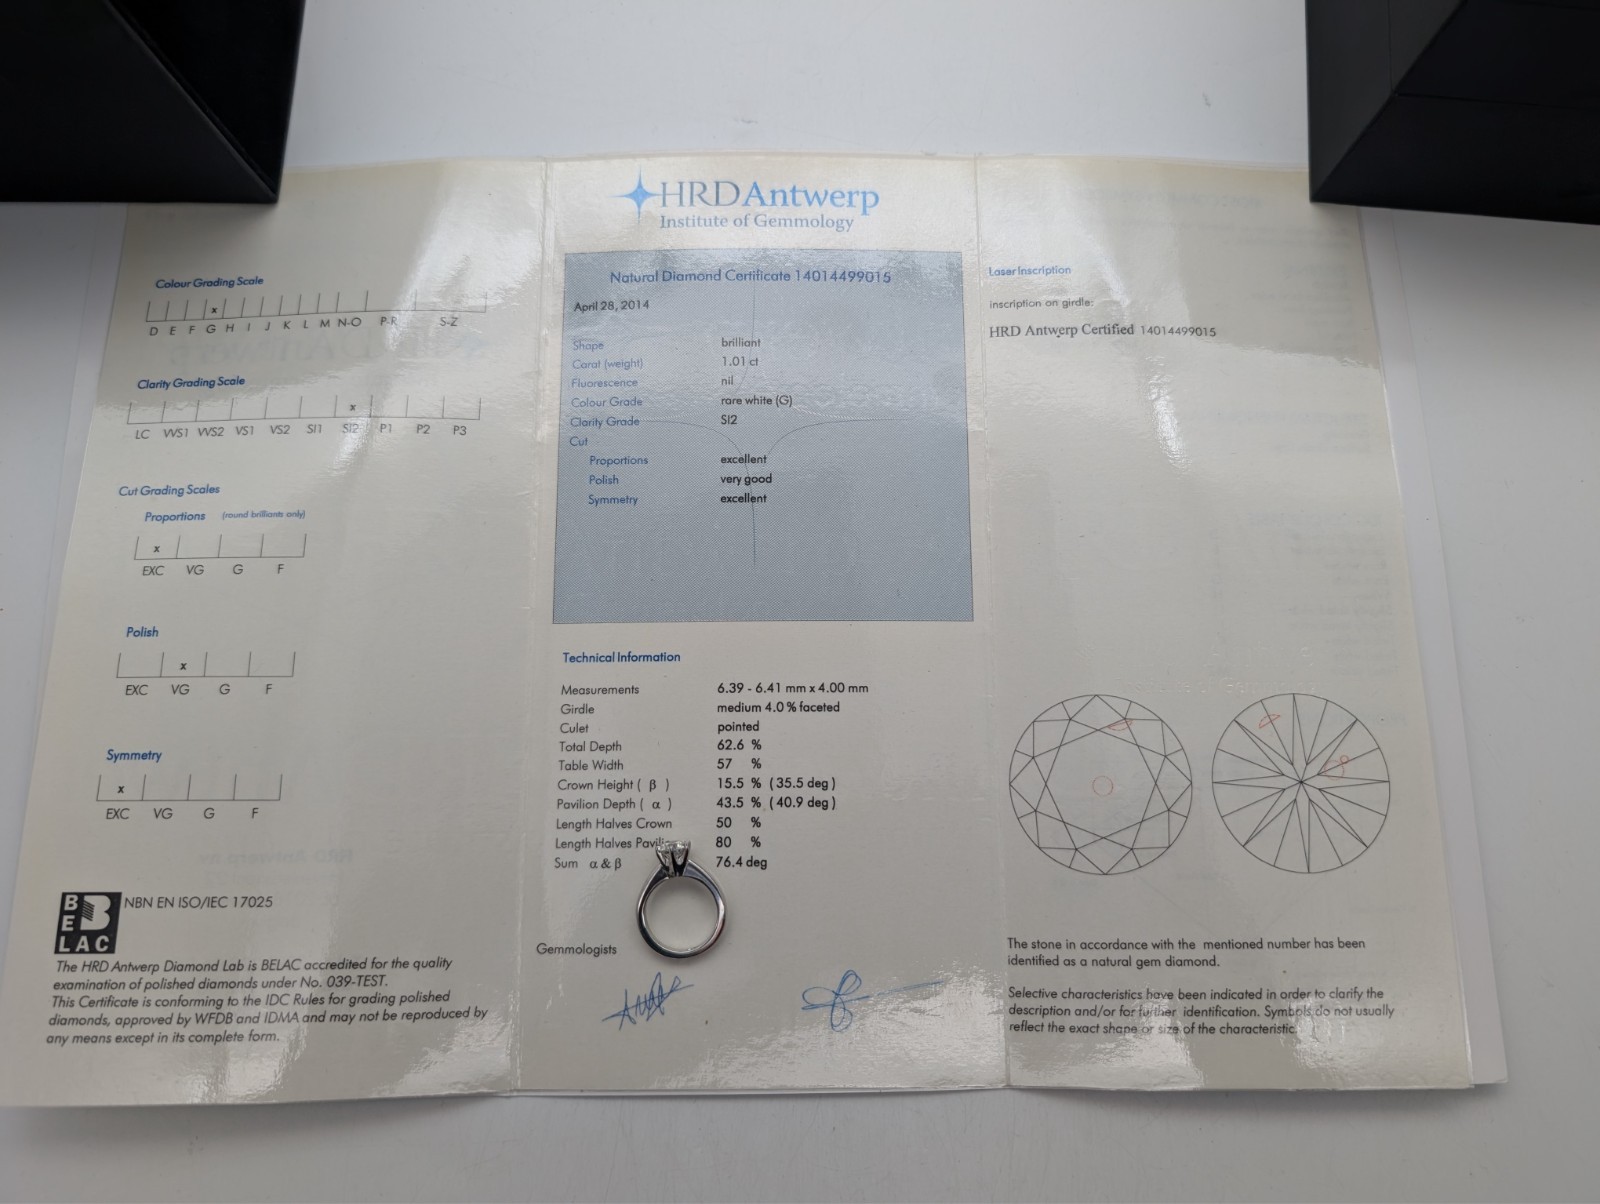 Colour Grading Scale
x
D E F G H I J K L M N-O P-R S-Z
Clarity Grading Scale
x
LC VVS1 VVS2 VS1 VS2 SI1 SI2 P1 P2 P3
Cut Grading Scales
Proportions (round brilliants only)
x
EXC VG G F
Polish
x
EXC VG G F
Symmetry
x
EXC VG G F
BELAC
NBN EN ISO/IEC 17025
The HRD Antwerp Diamond Lab is BELAC accredited for the quality
examination of polished diamonds under No. 039-TEST.
This Certificate is conforming to the IDC Rules for grading polished
diamonds, approved by WFDB and IDMA and may not be reproduced by
any means except in its complete form.
HRDAntwerp
Institute of Gemmology
Natural Diamond Certificate 14014499015
April 28, 2014
Shape brilliant
Carat (weight) 1.01 ct
Fluorescence nil
Colour Grade rare white (G)
Clarity Grade SI2
Cut
Proportions excellent
Polish very good
Symmetry excellent
Technical Information
Measurements 6.39 - 6.41 mm x 4.00 mm
Girdle medium 4.0 % faceted
Culet pointed
Total Depth 62.6 %
Table Width 57 %
Crown Height ( β ) 15.5 % ( 35.5 deg )
Pavilion Depth ( α ) 43.5 % ( 40.9 deg )
Length Halves Crown 50 %
Length Halves 80 %
Sum α & β 76.4 deg
Gemmologists
Laser Inscription
inscription on girdle:
HRD Antwerp Certified 14014499015
The stone in accordance with the mentioned number has been
identified as a natural gem diamond.
Selective characteristics have been indicated in order to clarify the
description and/or for further identification. Symbols do not usually
reflect the exact shape or size of the characteristic.